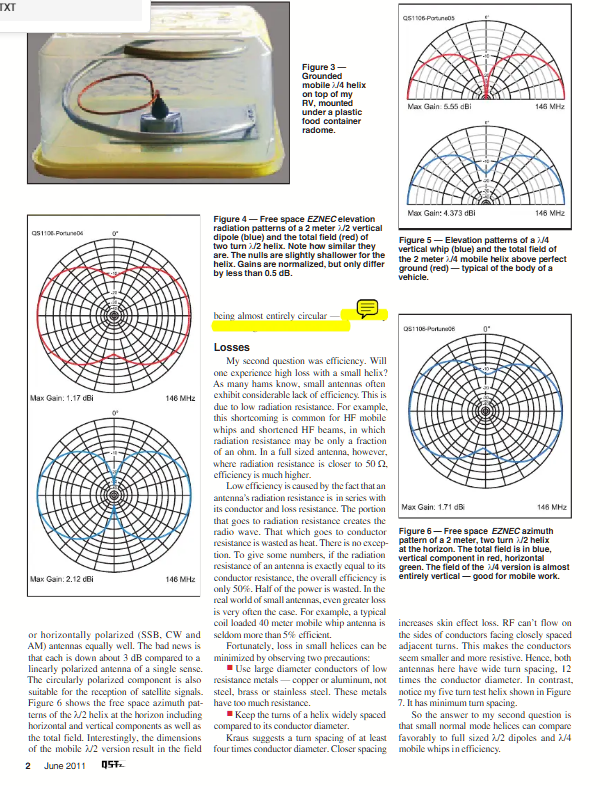 TXT
Figure 3 —
Grounded
mobile λ/4 helix
on top of my
RV, mounted
under a plastic
food container
radome.
QS1106-Portune05
0°
Max Gain: 5.55 dBi 146 MHz
0°
Max Gain: 4.373 dBi 146 MHz
Figure 5 — Elevation patterns of a λ/4
vertical whip (blue) and the total field of
the 2 meter λ/4 mobile helix above perfect
ground (red) — typical of the body of a
vehicle.
QS1106-Portune04
0°
Max Gain: 1.17 dBi 146 MHz
0°
Max Gain: 2.12 dBi 146 MHz
Figure 4 — Free space EZNEC elevation
radiation patterns of a 2 meter λ/2 vertical
dipole (blue) and the total field (red) of
two turn λ/2 helix. Note how similar they
are. The nulls are slightly shallower for the
helix. Gains are normalized, but only differ
by less than 0.5 dB.
QS1106-Portune06
0°
Max Gain: 1.71 dBi 146 MHz
Figure 6 — Free space EZNEC azimuth
pattern of a 2 meter, two turn λ/2 helix
at the horizon. The total field is in blue,
vertical component in red, horizontal
green. The field of the λ/4 version is almost
entirely vertical — good for mobile work.
or horizontally polarized (SSB, CW and
AM) antennas equally well. The bad news is
that each is down about 3 dB compared to a
linearly polarized antenna of a single sense.
The circularly polarized component is also
suitable for the reception of satellite signals.
Figure 6 shows the free space azimuth pat-
terns of the λ/2 helix at the horizon including
horizontal and vertical components as well as
the total field. Interestingly, the dimensions
of the mobile λ/2 version result in the field
being almost entirely circular —
Losses
My second question was efficiency. Will
one experience high loss with a small helix?
As many hams know, small antennas often
exhibit considerable lack of efficiency. This is
due to low radiation resistance. For example,
this shortcoming is common for HF mobile
whips and shortened HF beams, in which
radiation resistance may be only a fraction
of an ohm. In a full sized antenna, however,
where radiation resistance is closer to 50 Ω,
efficiency is much higher.
Low efficiency is caused by the fact that an
antenna's radiation resistance is in series with
its conductor and loss resistance. The portion
that goes to radiation resistance creates the
radio wave. That which goes to conductor
resistance is wasted as heat. There is no excep-
tion. To give some numbers, if the radiation
resistance of an antenna is exactly equal to its
conductor resistance, the overall efficiency is
only 50%. Half of the power is wasted. In the
real world of small antennas, even greater loss
is very often the case. For example, a typical
coil loaded 40 meter mobile whip antenna is
seldom more than 5% efficient.
Fortunately, loss in small helices can be
minimized by observing two precautions:
■ Use large diameter conductors of low
resistance metals — copper or aluminum, not
steel, brass or stainless steel. These metals
have too much resistance.
■ Keep the turns of a helix widely spaced
compared to its conductor diameter.
Kraus suggests a turn spacing of at least
four times conductor diameter. Closer spacing
increases skin effect loss. RF can't flow on
the sides of conductors facing closely spaced
adjacent turns. This makes the conductors
seem smaller and more resistive. Hence, both
antennas here have wide turn spacing, 12
times the conductor diameter. In contrast,
notice my five turn test helix shown in Figure
7. It has minimum turn spacing.
So the answer to my second question is
that small normal mode helices can compare
favorably to full sized λ/2 dipoles and λ/4
mobile whips in efficiency.
2 June 2011 QST